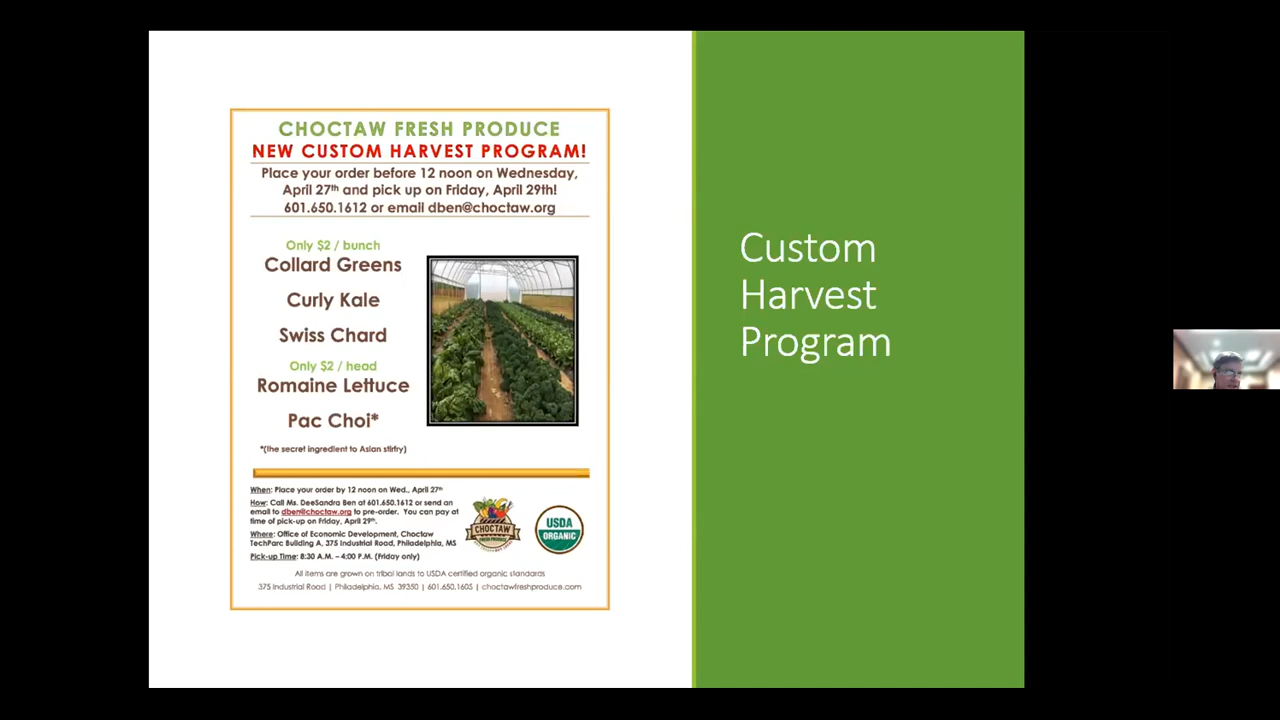 CHOCTAW FRESH PRODUCE
NEW CUSTOM HARVEST PROGRAM!
Place your order before 12 noon on Wednesday,
April 27th and pick up on Friday, April 29th!
601.650.1612 or email dben@choctaw.org
Only $2 / bunch
Collard Greens
Curly Kale
Swiss Chard
Only $2 / head
Romaine Lettuce
Pac Choi*
*(the secret ingredient to Asian stirfry)
When: Place your order by 12 noon on Wed., April 27th
How: Call Ms. DeeSandra Ben at 601.650.1612 or send an
email to dben@choctaw.org to pre-order. You can pay at
time of pick-up on Friday, April 29th.
Where: Office of Economic Development, Choctaw
TechParc Building A, 375 Industrial Road, Philadelphia, MS
Pick-up Time: 8:30 A.M. – 4:00 P.M. (Friday only)
CHOCTAW
FRESH PRODUCE
USDA
ORGANIC
All items are grown on tribal lands to USDA certified organic standards
375 Industrial Road | Philadelphia, MS 39350 | 601.650.1605 | choctawfreshproduce.com
Custom
Harvest
Program